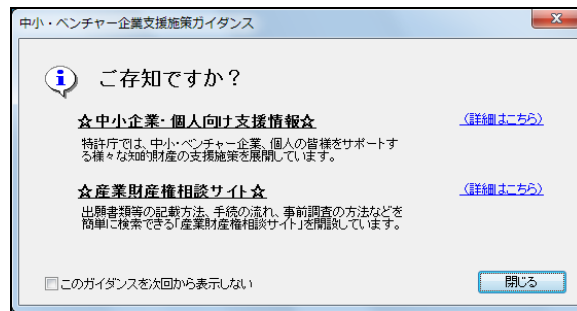 中小・ベンチャー企業支援施策ガイダンス
ご存知ですか？
☆中小企業・個人向け支援情報☆
（詳細はこちら）
特許庁では、中小・ベンチャー企業、個人の皆様をサポートす
る様々な知的財産の支援施策を展開しています。
☆産業財産権相談サイト☆
（詳細はこちら）
出願書類等の記載方法、手続の流れ、事前調査の方法などを
簡単に検索できる「産業財産権相談サイト」を開設しています。
このガイダンスを次回から表示しない
閉じる